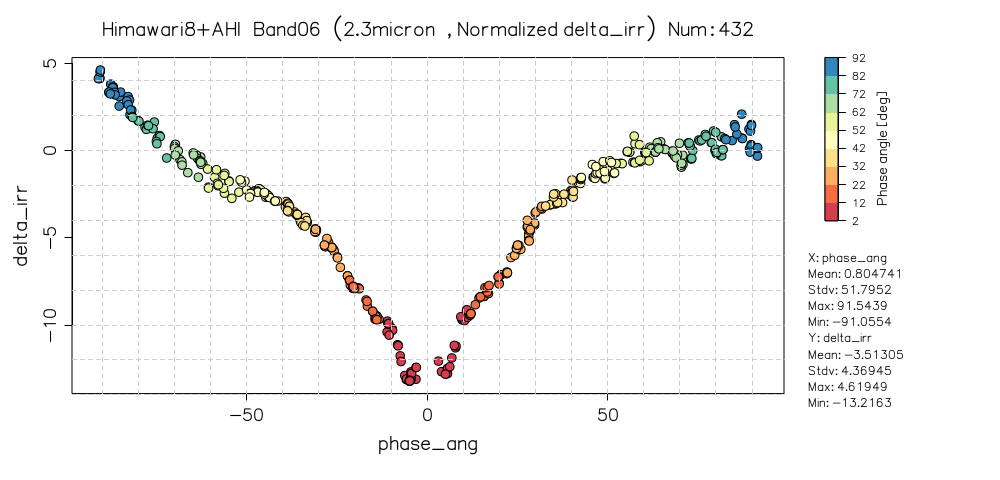 Himawari8+AHI Band06 (2.3micron ,Normalized delta_irr) Num:432
5
0
−5
−10
delta_irr
−50
0
50
phase_ang
92
82
72
62
52
42
32
22
12
2
Phase angle [deg]
X: phase_ang
Mean: 0.804741
Stdv: 51.7952
Max: 91.5439
Min: −91.0554
Y: delta_irr
Mean: −3.51305
Stdv: 4.36945
Max: 4.61949
Min: −13.2163